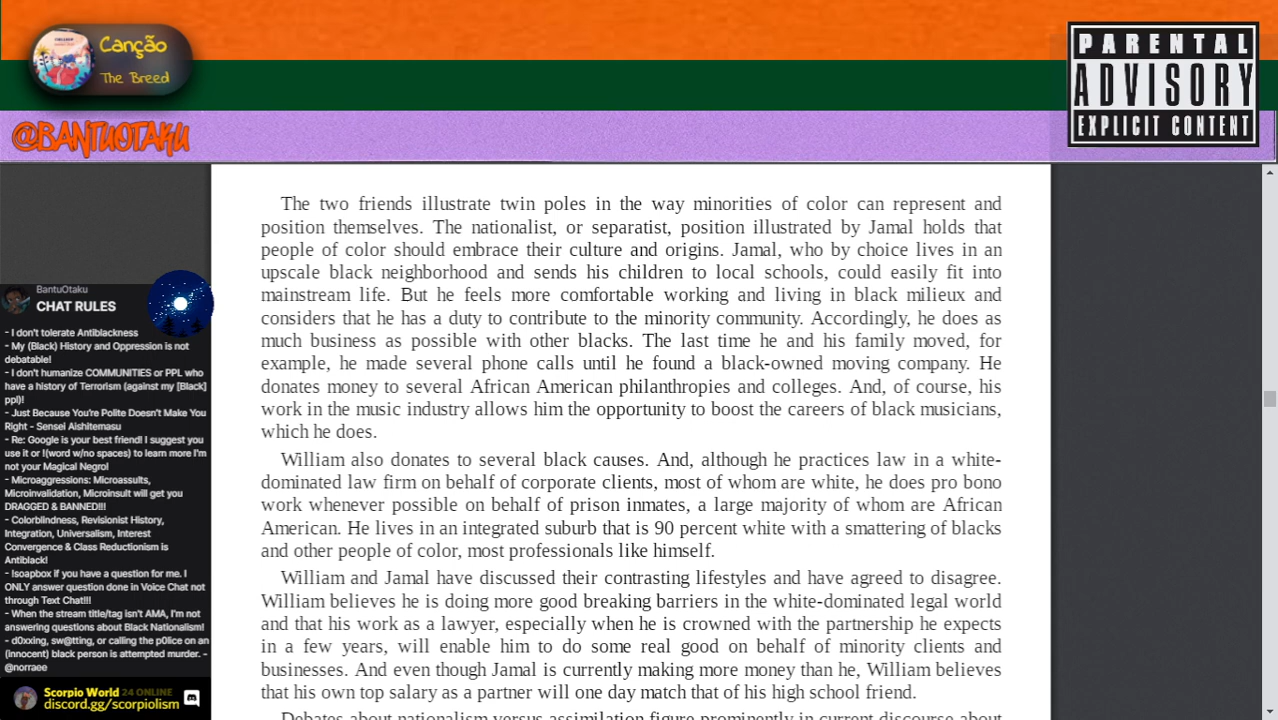 Canção
The Breed
PARENTAL
ADVISORY
EXPLICIT CONTENT
@BANTUOTAKU
BantuOtaku
CHAT RULES
- I don't tolerate Antiblackness
- My (Black) History and Oppression is not
debatable!
- I don't humanize COMMUNITIES or PPL who
have a history of Terrorism (against my [Black]
ppl)!
- Just Because You're Polite Doesn't Make You
Right - Sensei Aishitemasu
- Re: Google is your best friend! I suggest you
use it or !(word w/no spaces) to learn more I'm
not your Magical Negro!
- Microaggressions: Microassults,
Microinvalidation, Microinsult will get you
DRAGGED & BANNED!!!
- Colorblindness, Revisionist History,
Integration, Universalism, Interest
Convergence & Class Reductionism is
Antiblack!
- !soapbox if you have a question for me. I
ONLY answer question done in Voice Chat not
through Text Chat!!!
- When the stream title/tag isn't AMA, I'm not
answering questions about Black Nationalism!
- d0xxing, sw@tting, or calling the p0lice on an
(innocent) black person is attempted murder. -
@norraee
Scorpio World 24 ONLINE
discord.gg/scorpiolism
The two friends illustrate twin poles in the way minorities of color can represent and
position themselves. The nationalist, or separatist, position illustrated by Jamal holds that
people of color should embrace their culture and origins. Jamal, who by choice lives in an
upscale black neighborhood and sends his children to local schools, could easily fit into
mainstream life. But he feels more comfortable working and living in black milieux and
considers that he has a duty to contribute to the minority community. Accordingly, he does as
much business as possible with other blacks. The last time he and his family moved, for
example, he made several phone calls until he found a black-owned moving company. He
donates money to several African American philanthropies and colleges. And, of course, his
work in the music industry allows him the opportunity to boost the careers of black musicians,
which he does.
William also donates to several black causes. And, although he practices law in a white-
dominated law firm on behalf of corporate clients, most of whom are white, he does pro bono
work whenever possible on behalf of prison inmates, a large majority of whom are African
American. He lives in an integrated suburb that is 90 percent white with a smattering of blacks
and other people of color, most professionals like himself.
William and Jamal have discussed their contrasting lifestyles and have agreed to disagree.
William believes he is doing more good breaking barriers in the white-dominated legal world
and that his work as a lawyer, especially when he is crowned with the partnership he expects
in a few years, will enable him to do some real good on behalf of minority clients and
businesses. And even though Jamal is currently making more money than he, William believes
that his own top salary as a partner will one day match that of his high school friend.
Debates about nationalism versus assimilation figure prominently in current discourse about